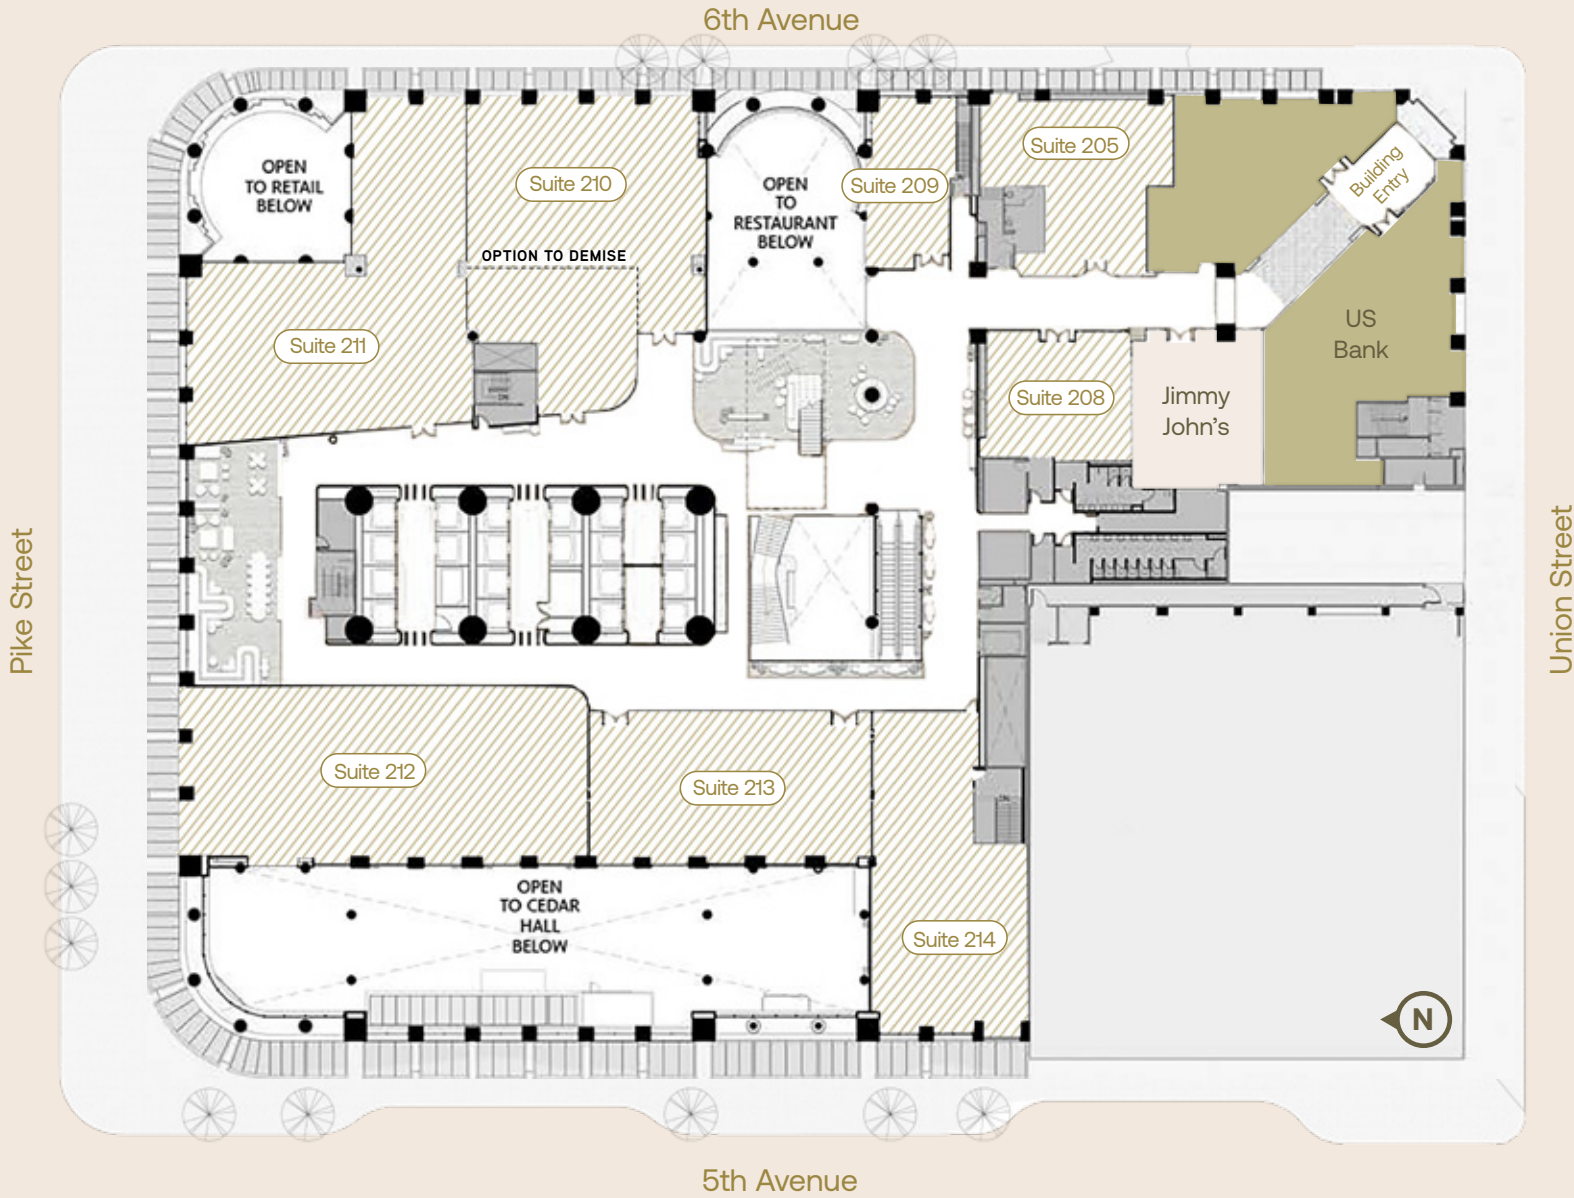 6th Avenue
Suite 205
Building
Entry
OPEN
TO RETAIL
BELOW
Suite 210
OPEN
TO
RESTAURANT
BELOW
Suite 209
OPTION TO DEMISE
US
Bank
Suite 211
Suite 208
Jimmy
John's
Pike Street
Union Street
Suite 212
Suite 213
OPEN
TO CEDAR
HALL
BELOW
Suite 214
N
5th Avenue